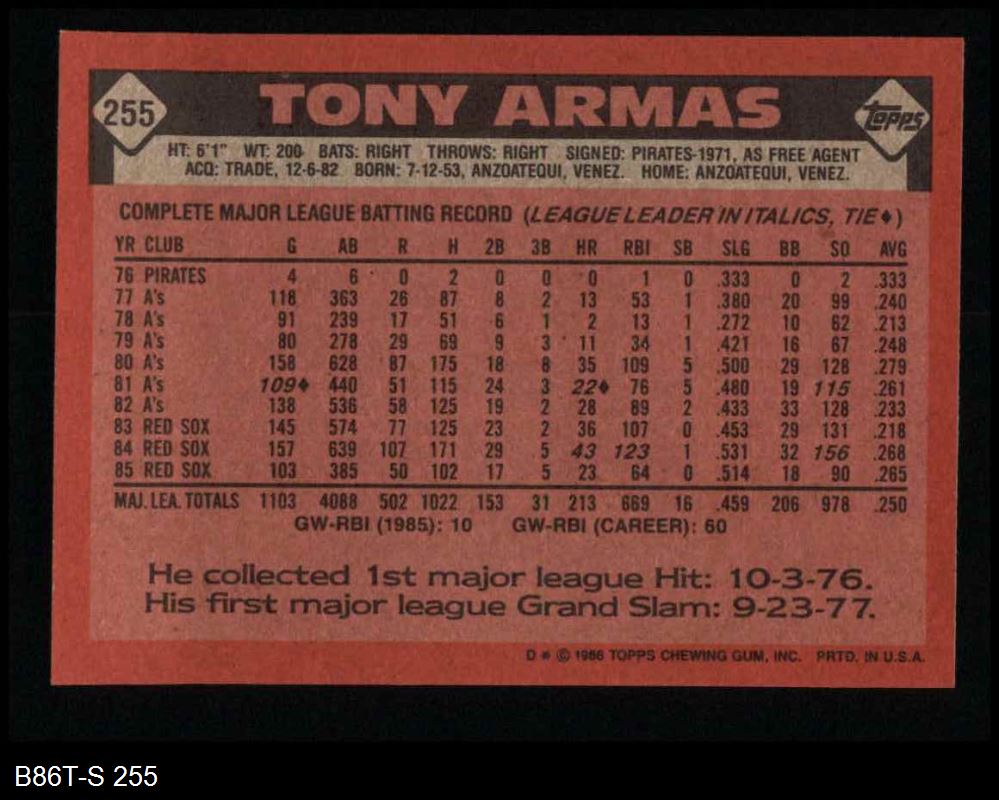 255 TONY ARMAS Topps
HT: 6'1" WT: 200 BATS: RIGHT THROWS: RIGHT SIGNED: PIRATES-1971, AS FREE AGENT
ACQ: TRADE, 12-6-82 BORN: 7-12-53, ANZOATEQUI, VENEZ. HOME: ANZOATEQUI, VENEZ.
COMPLETE MAJOR LEAGUE BATTING RECORD (LEAGUE LEADER IN ITALICS, TIE♦)
YR CLUB G AB R H 2B 3B HR RBI SB SLG BB SO AVG
76 PIRATES 4 6 0 2 0 0 0 1 0 .333 0 2 .333
77 A's 118 363 26 87 8 2 13 53 1 .380 20 99 .240
78 A's 91 239 17 51 6 1 2 13 1 .272 10 62 .213
79 A's 80 278 29 69 9 3 11 34 1 .421 16 67 .248
80 A's 158 628 87 175 18 8 35 109 5 .500 29 128 .279
81 A's 109♦ 440 51 115 24 3 22♦ 76 5 .480 19 115 .261
82 A's 138 536 58 125 19 2 28 89 2 .433 33 128 .233
83 RED SOX 145 574 77 125 23 2 36 107 0 .453 29 131 .218
84 RED SOX 157 639 107 171 29 5 43 123 1 .531 32 156 .268
85 RED SOX 103 385 50 102 17 5 23 64 0 .514 18 90 .265
MAJ. LEA. TOTALS 1103 4088 502 1022 153 31 213 669 16 .459 206 978 .250
GW-RBI (1985): 10 GW-RBI (CAREER): 60
He collected 1st major league Hit: 10-3-76.
His first major league Grand Slam: 9-23-77.
D * © 1986 TOPPS CHEWING GUM, INC. PRTD. IN U.S.A.
B86T-S 255